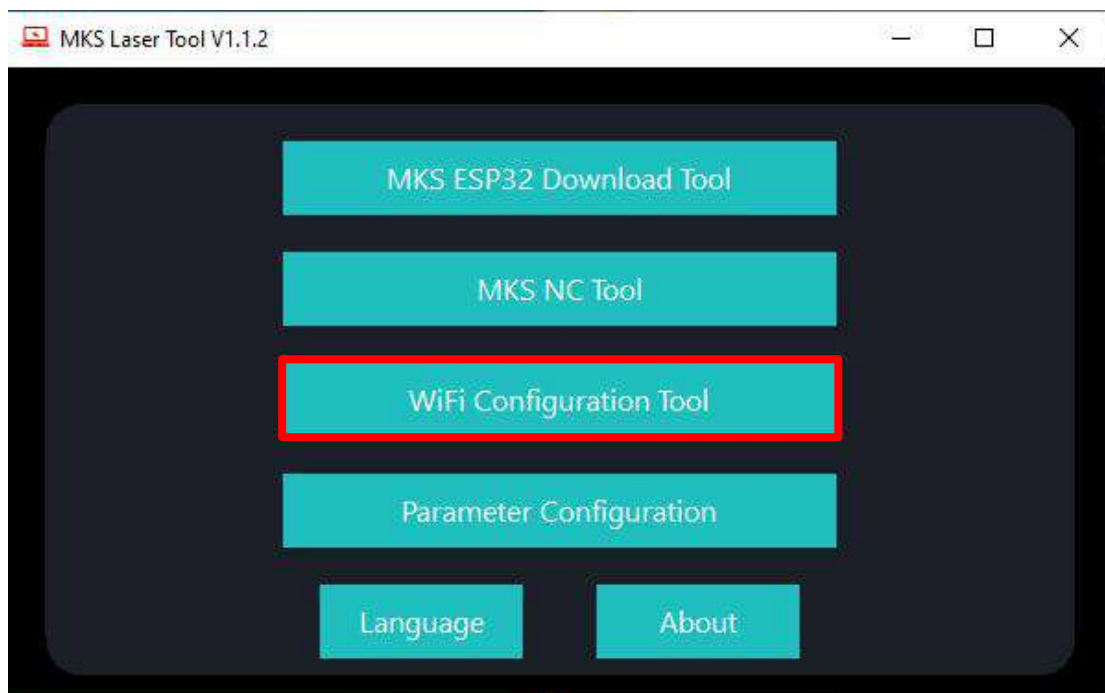 MKS Laser Tool V1.1.2
MKS ESP32 Download Tool
MKS NC Tool
WiFi Configuration Tool
Parameter Configuration
Language
About